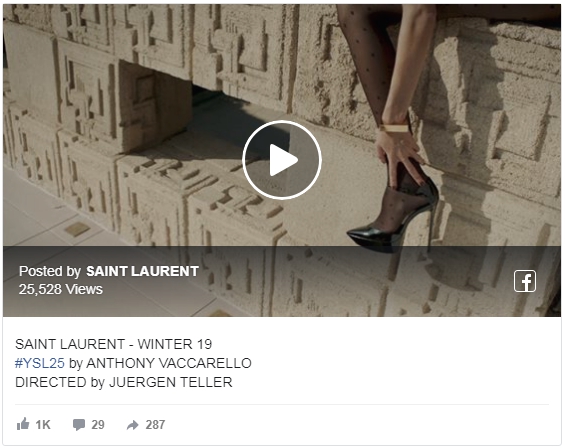 Posted by SAINT LAURENT
25,528 Views
SAINT LAURENT - WINTER 19
#YSL25 by ANTHONY VACCARELLO
DIRECTED by JUERGEN TELLER
1K 29 287